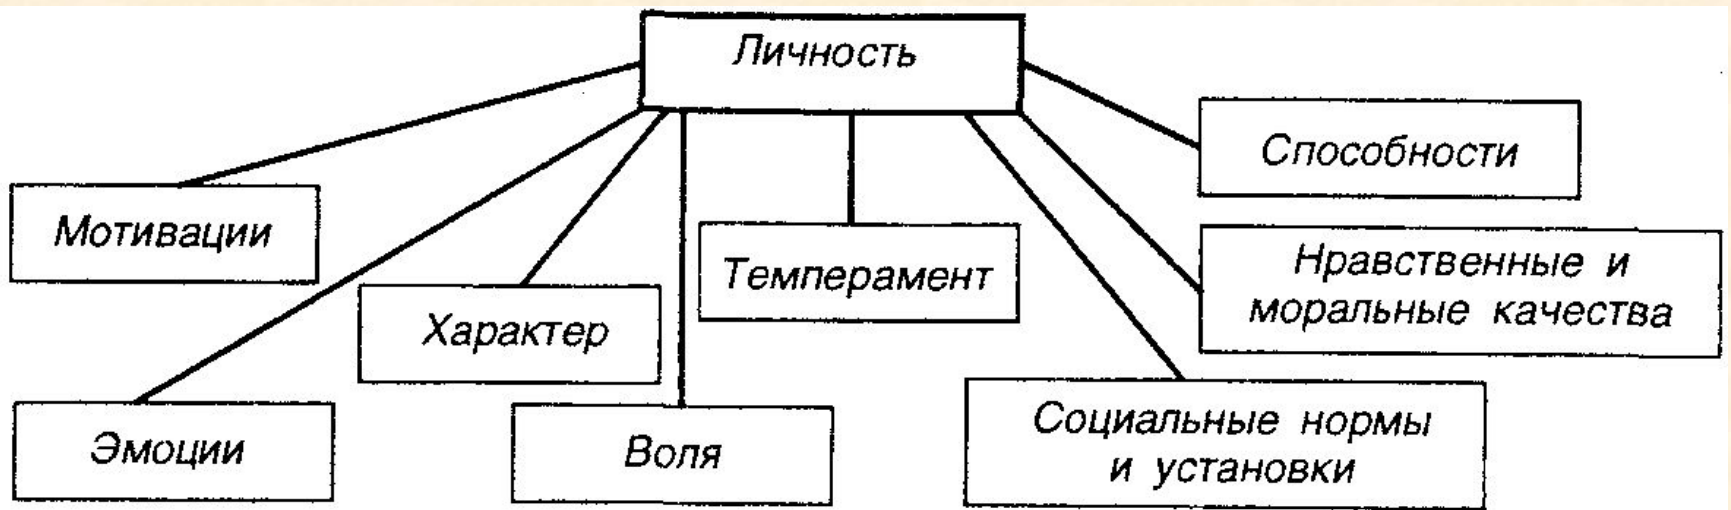 Личность
Способности
Мотивации
Темперамент
Нравственные и
моральные качества
Характер
Эмоции
Воля
Социальные нормы
и установки